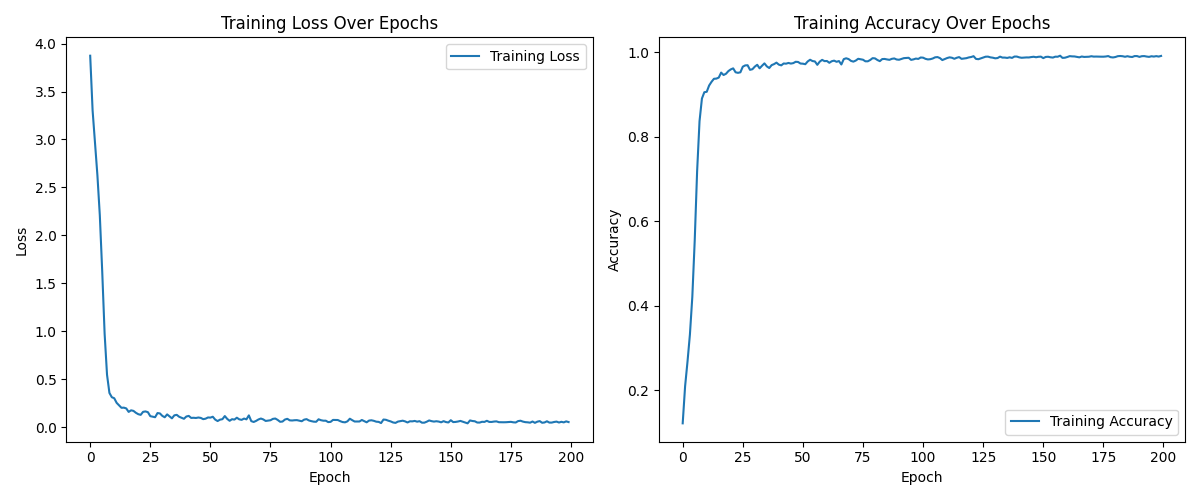 Training Loss Over Epochs
4.0
3.5
3.0
2.5
2.0
1.5
1.0
0.5
0.0
Loss
Training Loss
0 25 50 75 100 125 150 175 200
Epoch
Training Accuracy Over Epochs
1.0
0.8
0.6
0.4
0.2
Accuracy
Training Accuracy
0 25 50 75 100 125 150 175 200
Epoch